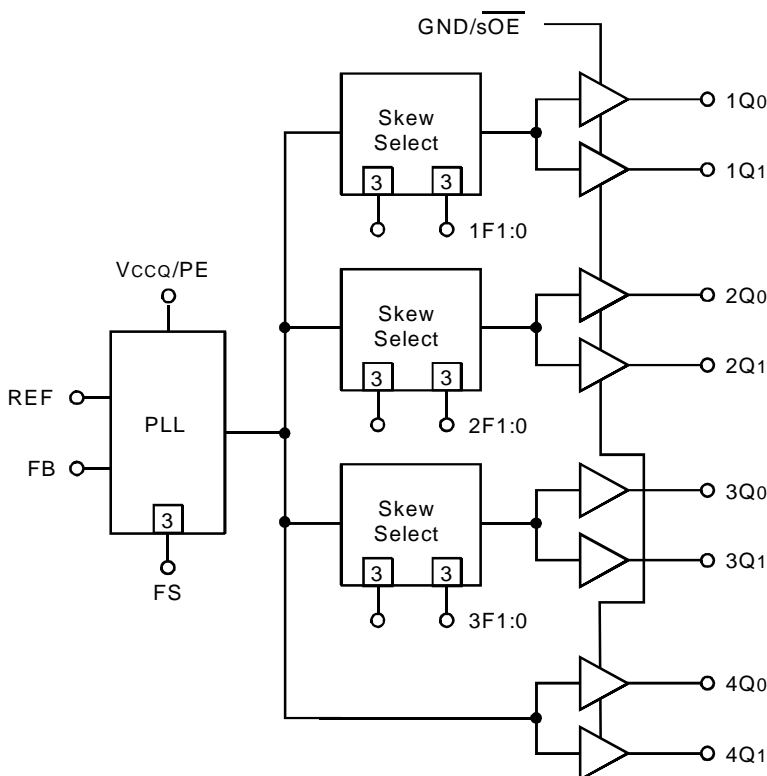 GND/sOE
Skew
Select
3 3
1F1:0
1Q0
1Q1
VCCQ/PE
Skew
Select
3 3
2F1:0
2Q0
2Q1
REF
FB
PLL
3
FS
Skew
Select
3 3
3F1:0
3Q0
3Q1
4Q0
4Q1